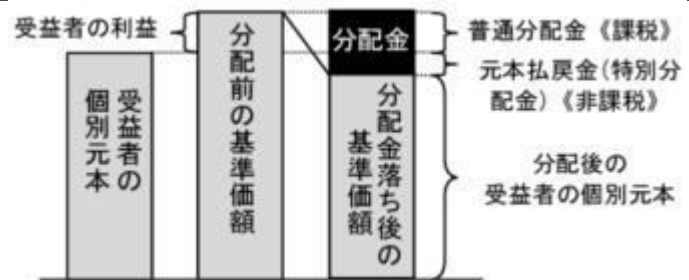 受益者の利益
受益者の
個別元本
分配前の基準価額
分配金
分配金落ち後の
基準価額
普通分配金《課税》
元本払戻金(特別分
配金)《非課税》
分配後の
受益者の個別元本